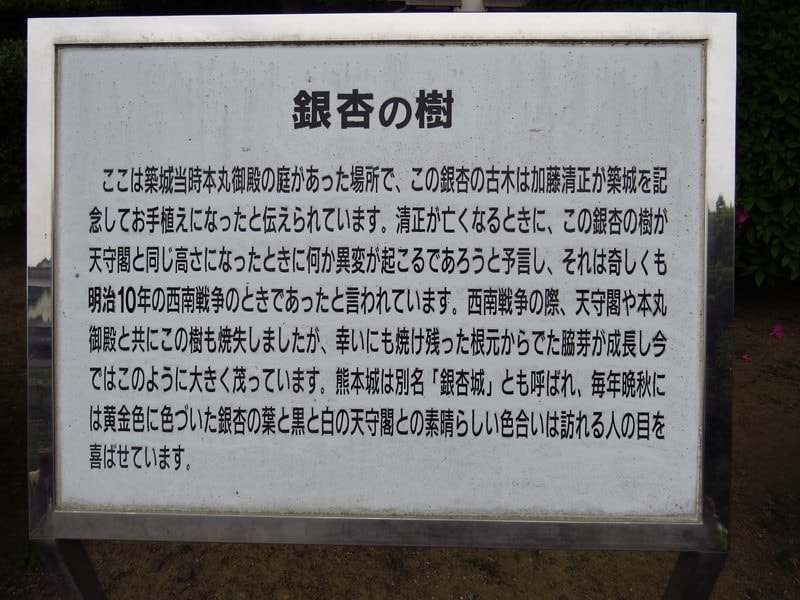 銀杏の樹
ここは築城当時本丸御殿の庭があった場所で、この銀杏の古木は加藤清正が築城を記
念してお手植えになったと伝えられています。清正が亡くなるときに、この銀杏の樹が
天守閣と同じ高さになったときに何か異変が起こるであろうと予言し、それは奇しくも
明治10年の西南戦争のときであったと言われています。西南戦争の際、天守閣や本丸
御殿と共にこの樹も焼失しましたが、幸いにも焼け残った根元からでた脇芽が成長し今
ではこのように大きく茂っています。熊本城は別名「銀杏城」とも呼ばれ、毎年晩秋に
は黄金色に色づいた銀杏の葉と黒と白の天守閣との素晴らしい色合いは訪れる人の目を
喜ばせています。